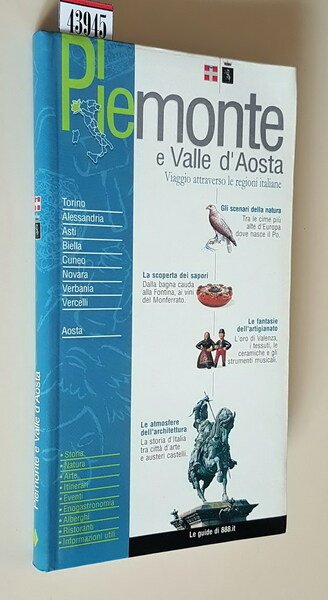 43945
Piemonte
e Valle d'Aosta
Viaggio attraverso le regioni italiane
Torino
Alessandria
Asti
Biella
Cuneo
Novara
Verbania
Vercelli
Aosta
Gli scenari della natura
Tra le cime più
alte d'Europa
dove nasce il Po.
La scoperta dei sapori
Dalla bagna cauda
alla Fontina, ai vini
del Monferrato.
Le fantasie
dell'artigianato
L'oro di Valenza,
i tessuti, le
ceramiche e gli
strumenti musicali.
Le atmosfere
dell'architettura
La storia d'Italia
tra città d'arte
e austeri castelli.
• Storia
• Natura
• Arte
• Itinerari
• Eventi
• Enogastronomia
• Alberghi
• Ristoranti
• Informazioni utili
Le guide di 888.it
Piemonte e Valle d'Aosta